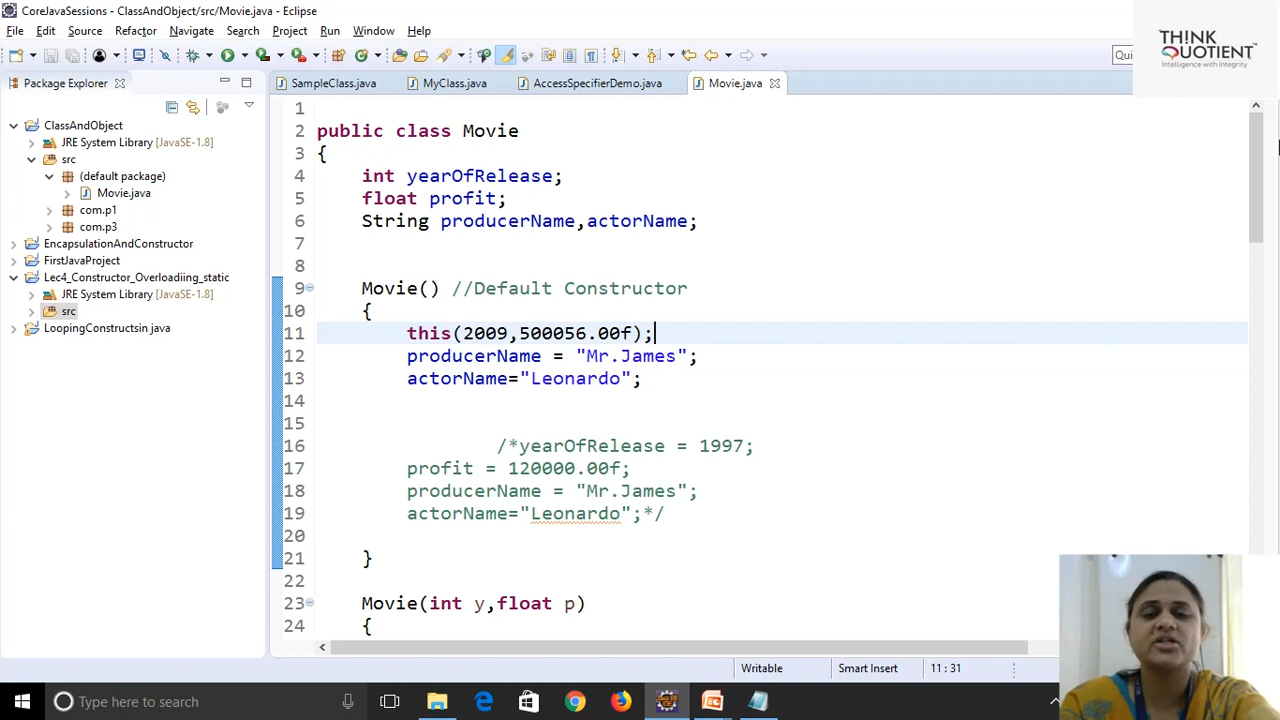 CoreJavaSessions - ClassAndObject/src/Movie.java - Eclipse
File Edit Source Refactor Navigate Search Project Run Window Help
THINK
QUOTIENT
Intelligence with Integrity
Qui
Package Explorer
SampleClass.java MyClass.java AccessSpecifierDemo.java Movie.java
ClassAndObject
JRE System Library [JavaSE-1.8]
src
(default package)
Movie.java
com.p1
com.p3
EncapsulationAndConstructor
FirstJavaProject
Lec4_Constructor_Overloadiing_static
JRE System Library [JavaSE-1.8]
src
LoopingConstructsin java
1
2 public class Movie
3 {
4 int yearOfRelease;
5 float profit;
6 String producerName,actorName;
7
8
9 Movie() //Default Constructor
10 {
11 this(2009,500056.00f);
12 producerName = "Mr.James";
13 actorName="Leonardo";
14
15
16 /*yearOfRelease = 1997;
17 profit = 120000.00f;
18 producerName = "Mr.James";
19 actorName="Leonardo";*/
20
21 }
22
23 Movie(int y,float p)
24 {
Writable Smart Insert 11 : 31
Type here to search